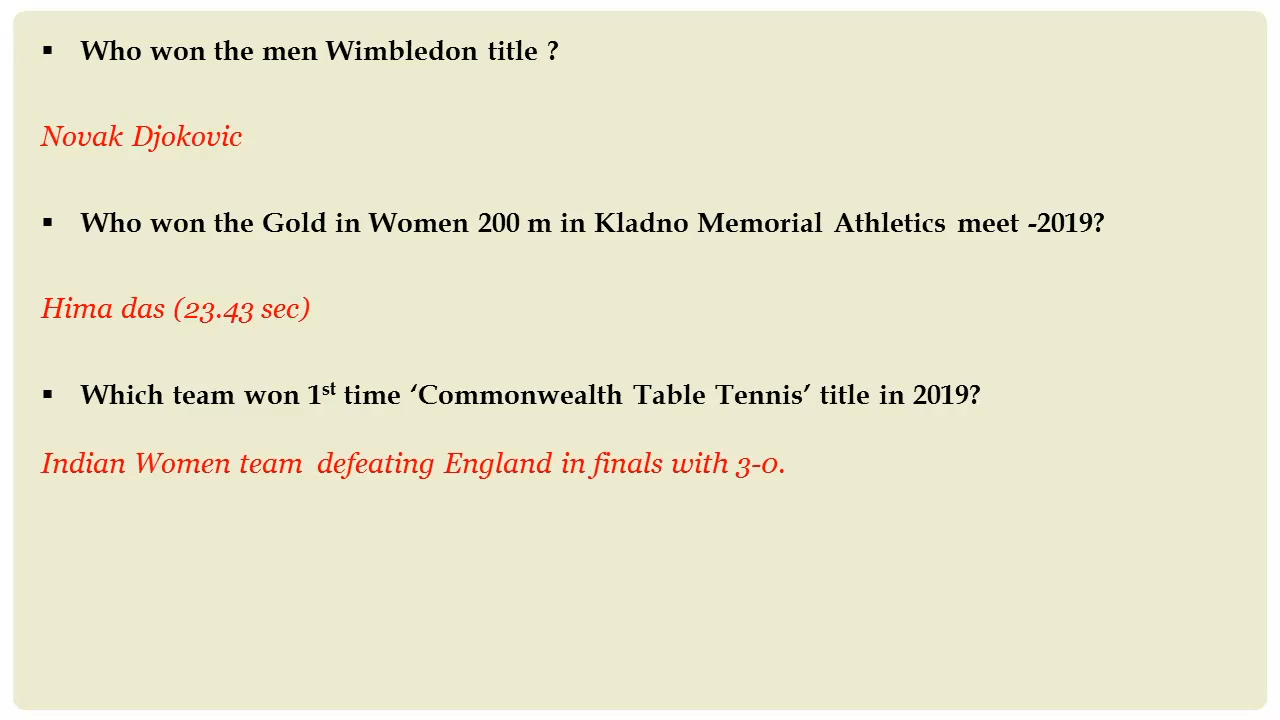 ▪ Who won the men Wimbledon title ?
Novak Djokovic
▪ Who won the Gold in Women 200 m in Kladno Memorial Athletics meet -2019?
Hima das (23.43 sec)
▪ Which team won 1st time ‘Commonwealth Table Tennis’ title in 2019?
Indian Women team defeating England in finals with 3-0.